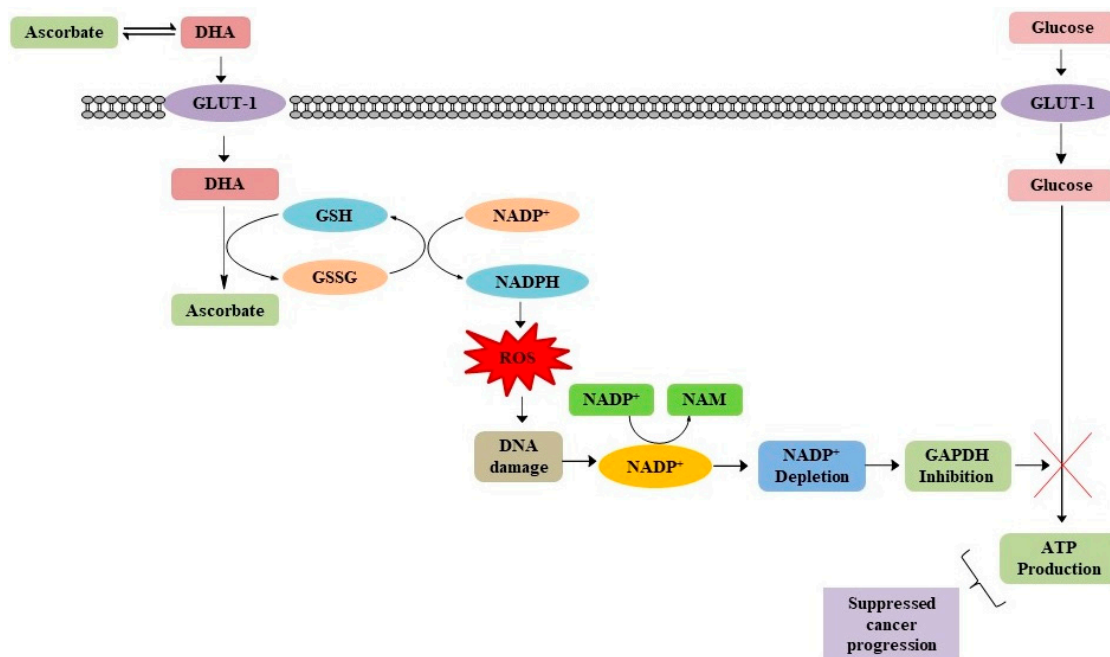 Ascorbate
DHA
Glucose
GLUT-1
GLUT-1
DHA
Glucose
GSH
NADP⁺
GSSG
NADPH
Ascorbate
ROS
NADP⁺
NAM
DNA
damage
NADP⁺
NADP⁺
Depletion
GAPDH
Inhibition
ATP
Production
Suppressed
cancer
progression